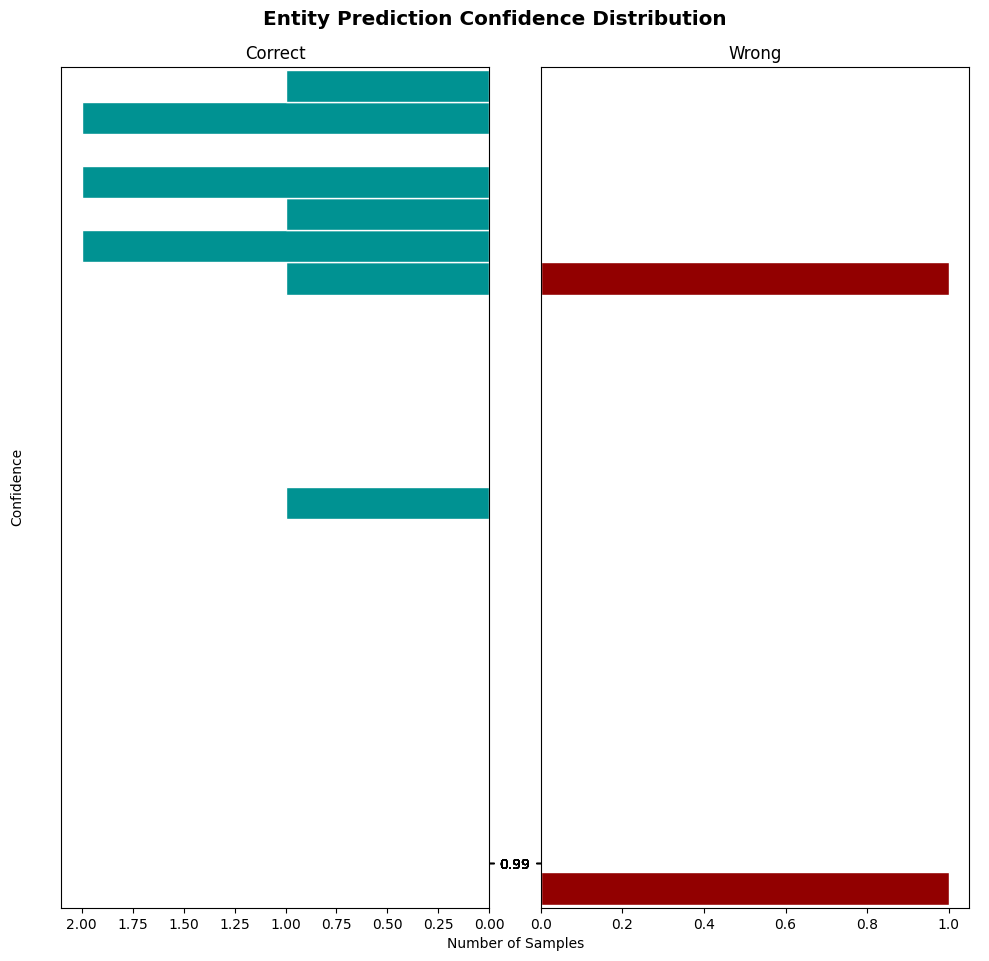 Entity Prediction Confidence Distribution
Correct
Wrong
Confidence
2.00 1.75 1.50 1.25 1.00 0.75 0.50 0.25 0.00
0.0 0.2 0.4 0.6 0.8 1.0
Number of Samples